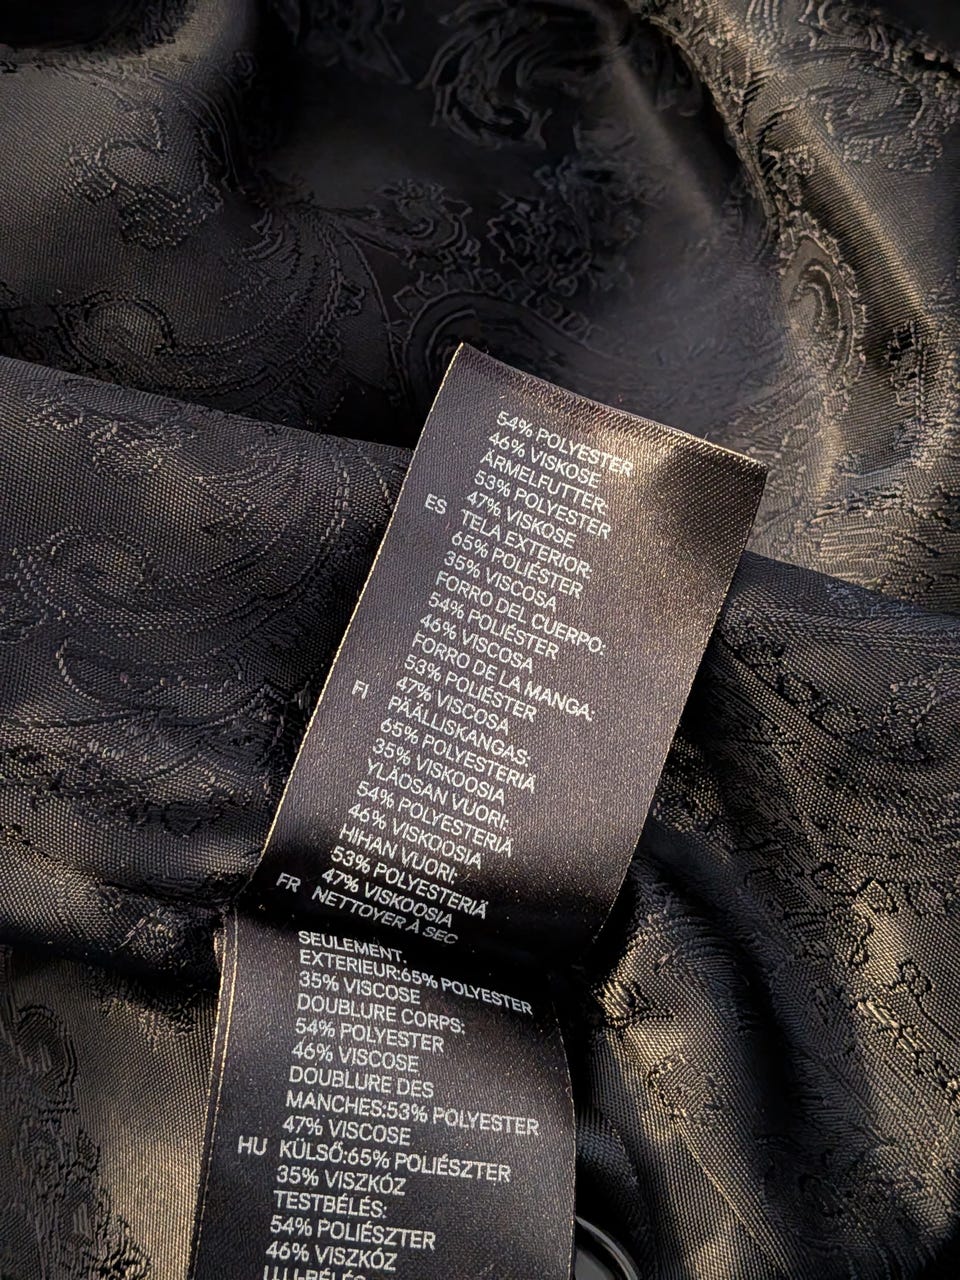 54% POLYESTER
46% VISKOSE
ÄRMELFUTTER:
53% POLYESTER
47% VISKOSE
ES TELA EXTERIOR:
65% POLIÉSTER
35% VISCOSA
FORRO DEL CUERPO:
54% POLIÉSTER
46% VISCOSA
FORRO DE LA MANGA:
53% POLIÉSTER
47% VISCOSA
FI PÄÄLLISKANGAS:
65% POLYESTERIÄ
35% VISKOOSIA
YLÄOSAN VUORI:
54% POLYESTERIÄ
46% VISKOOSIA
HIHAN VUORI:
53% POLYESTERIÄ
47% VISKOOSIA
FR NETTOYER À SEC
SEULEMENT.
EXTERIEUR:65% POLYESTER
35% VISCOSE
DOUBLURE CORPS:
54% POLYESTER
46% VISCOSE
DOUBLURE DES
MANCHES:53% POLYESTER
47% VISCOSE
HU KÜLSŐ:65% POLIÉSZTER
35% VISZKÓZ
TESTBÉLÉS:
54% POLIÉSZTER
46% VISZKÓZ